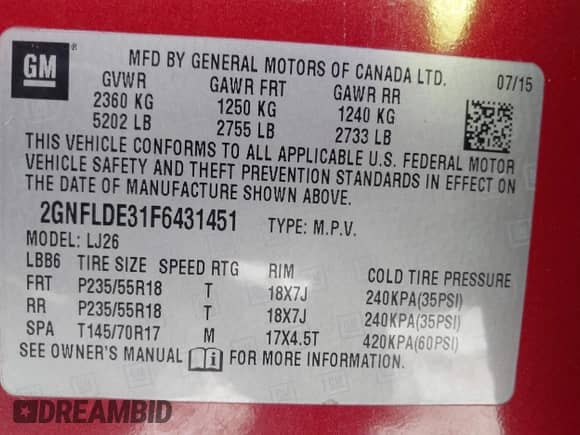 GM ®
MFD BY GENERAL MOTORS OF CANADA LTD. 07/15
GVWR GAWR FRT GAWR RR
2360 KG 1250 KG 1240 KG
5202 LB 2755 LB 2733 LB
THIS VEHICLE CONFORMS TO ALL APPLICABLE U.S. FEDERAL MOTOR
VEHICLE SAFETY AND THEFT PREVENTION STANDARDS IN EFFECT ON
THE DATE OF MANUFACTURE SHOWN ABOVE.
2GNFLDE31F6431451 TYPE: M.P.V.
MODEL: LJ26
LBB6 TIRE SIZE SPEED RTG RIM COLD TIRE PRESSURE
FRT P235/55R18 T 18X7J 240KPA(35PSI)
RR P235/55R18 T 18X7J 240KPA(35PSI)
SPA T145/70R17 M 17X4.5T 420KPA(60PSI)
SEE OWNER'S MANUAL FOR MORE INFORMATION.
DREAMBID